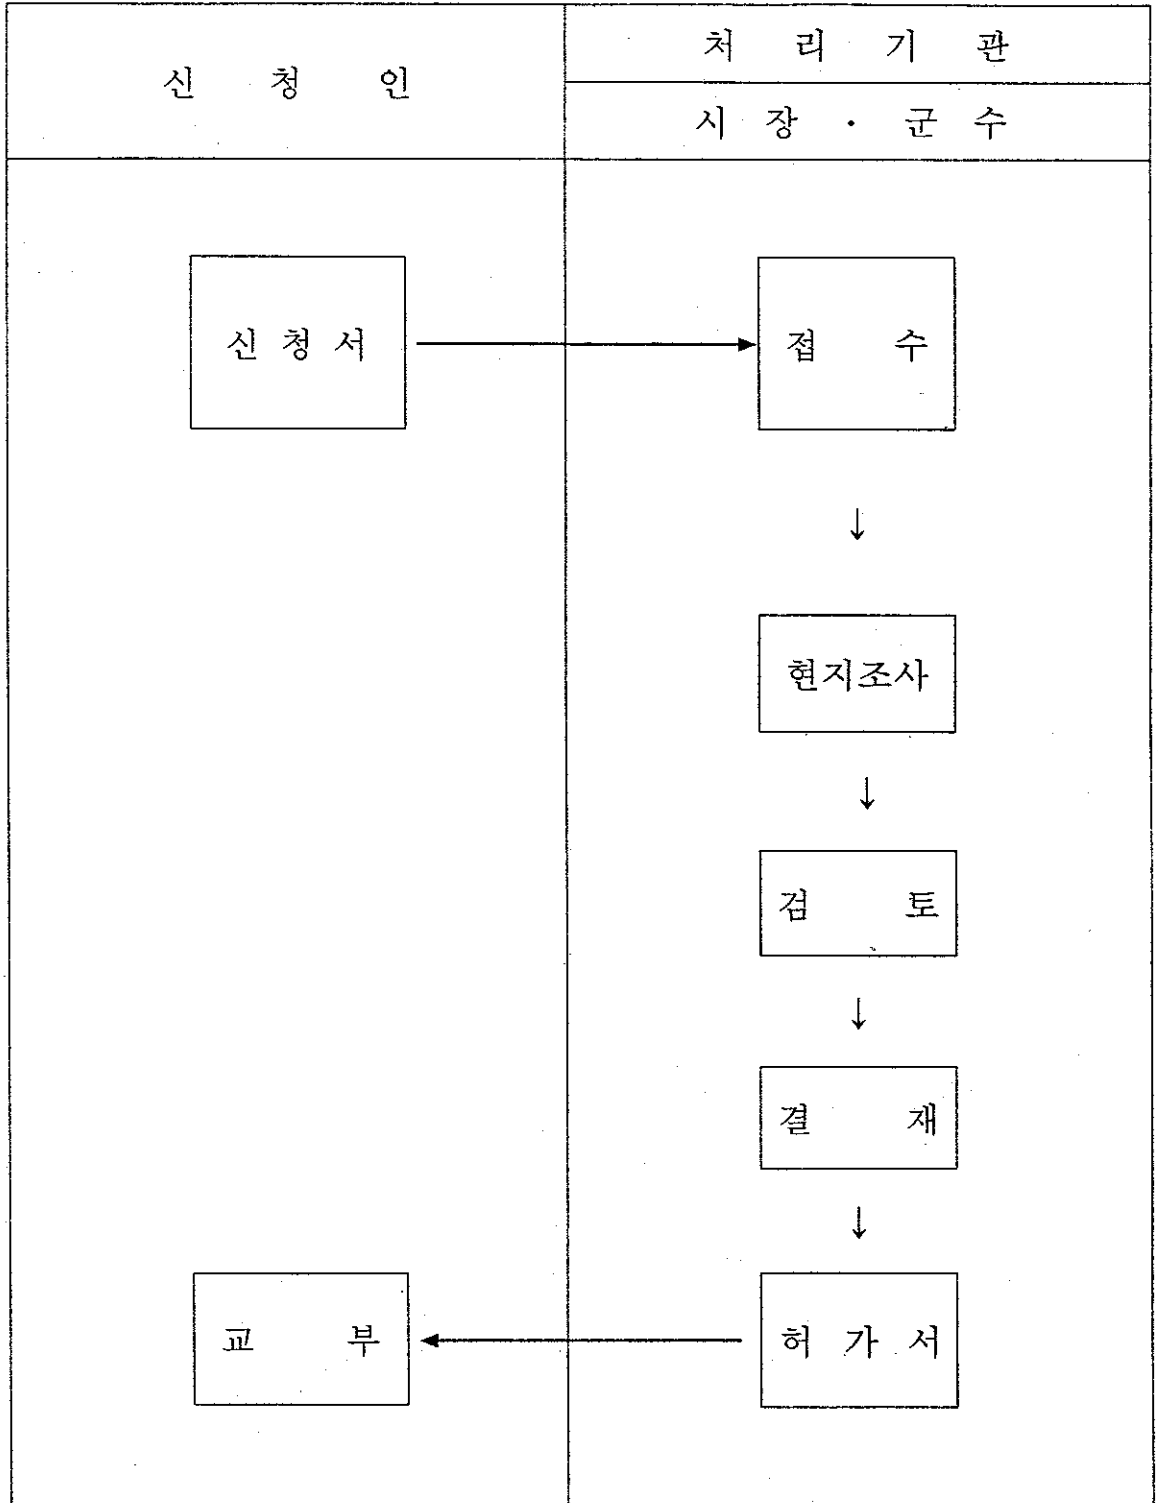 신 청 인
처 리 기 관
시 장 · 군 수
신 청 서
접 수
↓
현지조사
↓
검 토
↓
결 재
↓
허 가 서
교 부